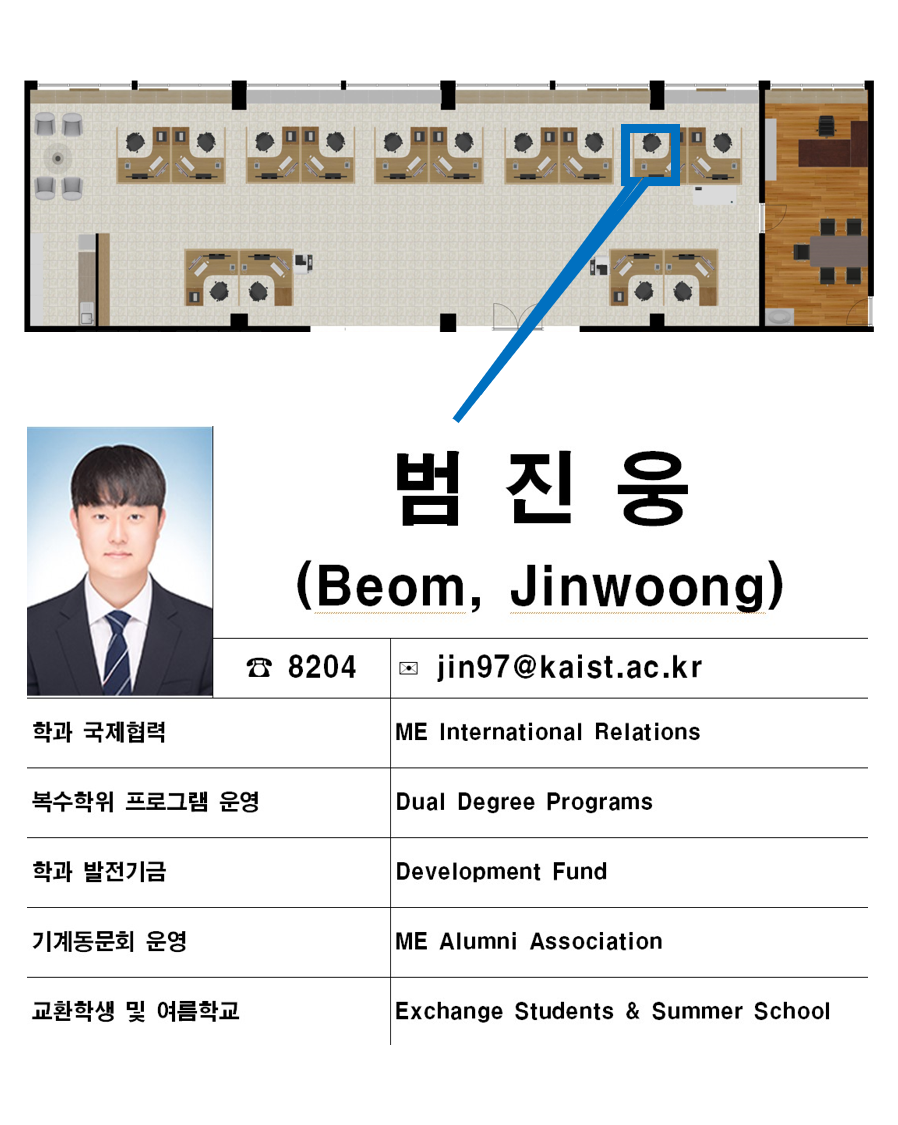 범 진 웅
(Beom, Jinwoong)
☎ 8204
✉ jin97@kaist.ac.kr
학과 국제협력 ME International Relations
복수학위 프로그램 운영 Dual Degree Programs
학과 발전기금 Development Fund
기계동문회 운영 ME Alumni Association
교환학생 및 여름학교 Exchange Students & Summer School